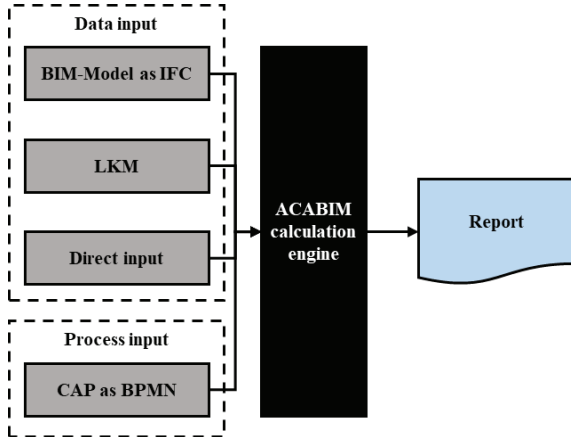 Data input
BIM-Model as IFC
LKM
Direct input
Process input
CAP as BPMN
ACABIM
calculation
engine
Report